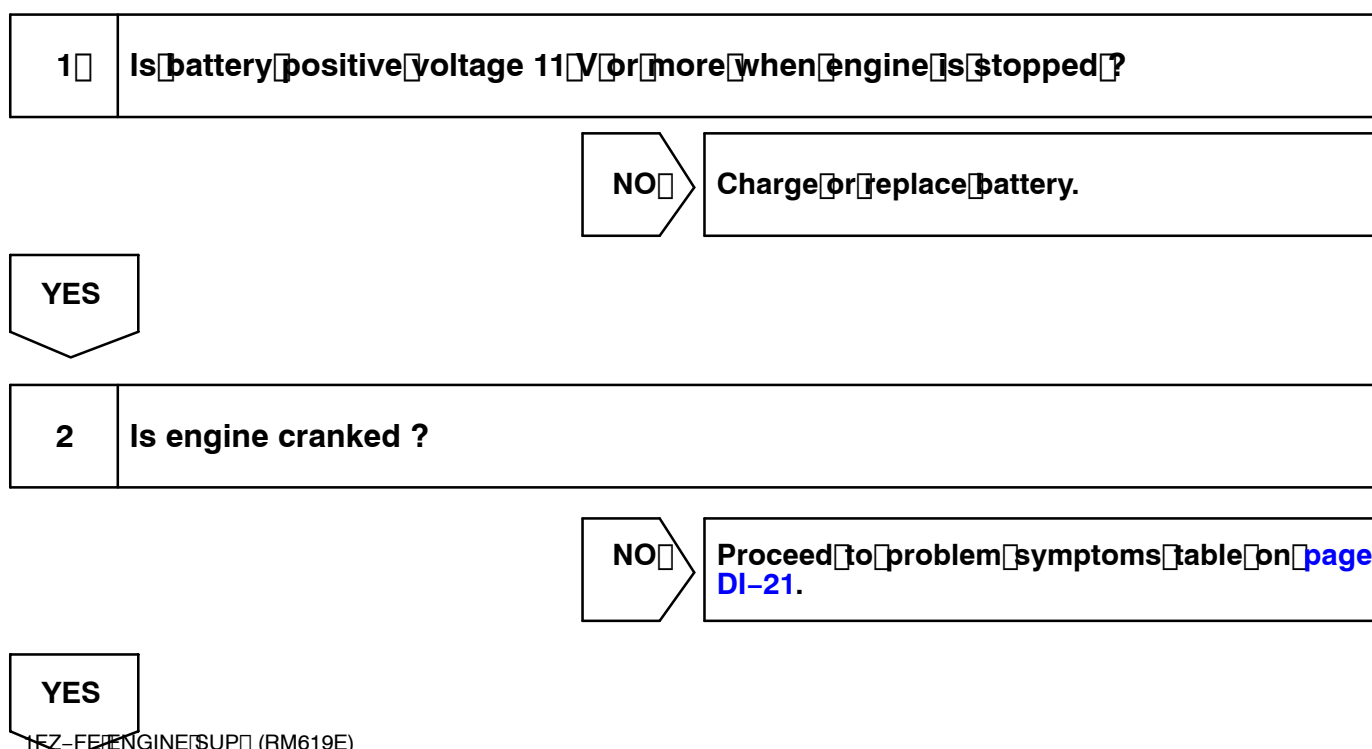 1 Is battery positive voltage 11 V or more when engine is stopped ?
NO Charge or replace battery.
YES
2 Is engine cranked ?
NO Proceed to problem symptoms table on page
DI–21.
YES
1FZ–FE ENGINE SUP (RM619E)